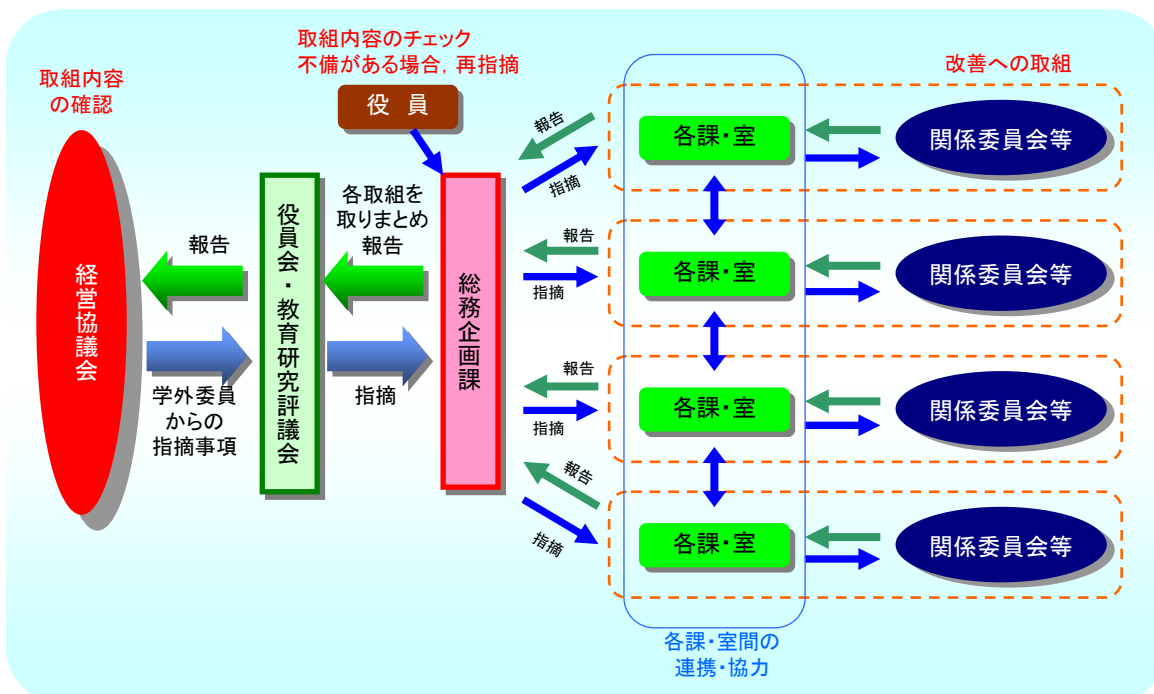 取組内容のチェック
不備がある場合，再指摘
取組内容
の確認
改善への取組
役　員
経営協議会
報告
学外委員
からの
指摘事項
役員会・教育研究評議会
各取組を
取りまとめ
報告
指摘
総務企画課
報告
指摘
各課・室
関係委員会等
報告
指摘
各課・室
関係委員会等
報告
指摘
各課・室
関係委員会等
報告
指摘
各課・室
関係委員会等
各課・室間の
連携・協力